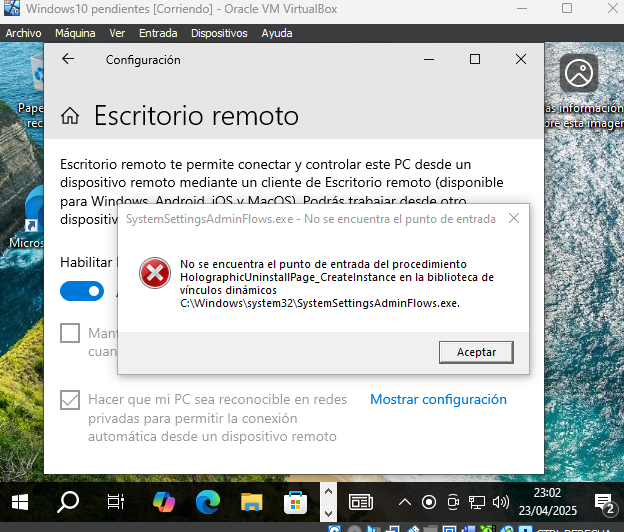 Windows10 pendientes [Corriendo] - Oracle VM VirtualBox
Archivo Máquina Ver Entrada Dispositivos Ayuda
Configuración
Escritorio remoto
Escritorio remoto te permite conectar y controlar este PC desde un
dispositivo remoto mediante un cliente de Escritorio remoto (disponible
para Windows, Android, iOS y MacOS). Podrás trabajar desde otro
dispositiv
SystemSettingsAdminFlows.exe - No se encuentra el punto de entrada
No se encuentra el punto de entrada del procedimiento
HolographicUninstallPage_CreateInstance en la biblioteca de
vínculos dinámicos
C:\Windows\system32\SystemSettingsAdminFlows.exe.
Aceptar
Habilitar
Mant
cuan
Hacer que mi PC sea reconocible en redes
privadas para permitir la conexión
automática desde un dispositivo remoto
Mostrar configuración
Pape
rec
Micros
ás información
bre esta imagen
23:02
23/04/2025
2
CTRL DERECHA